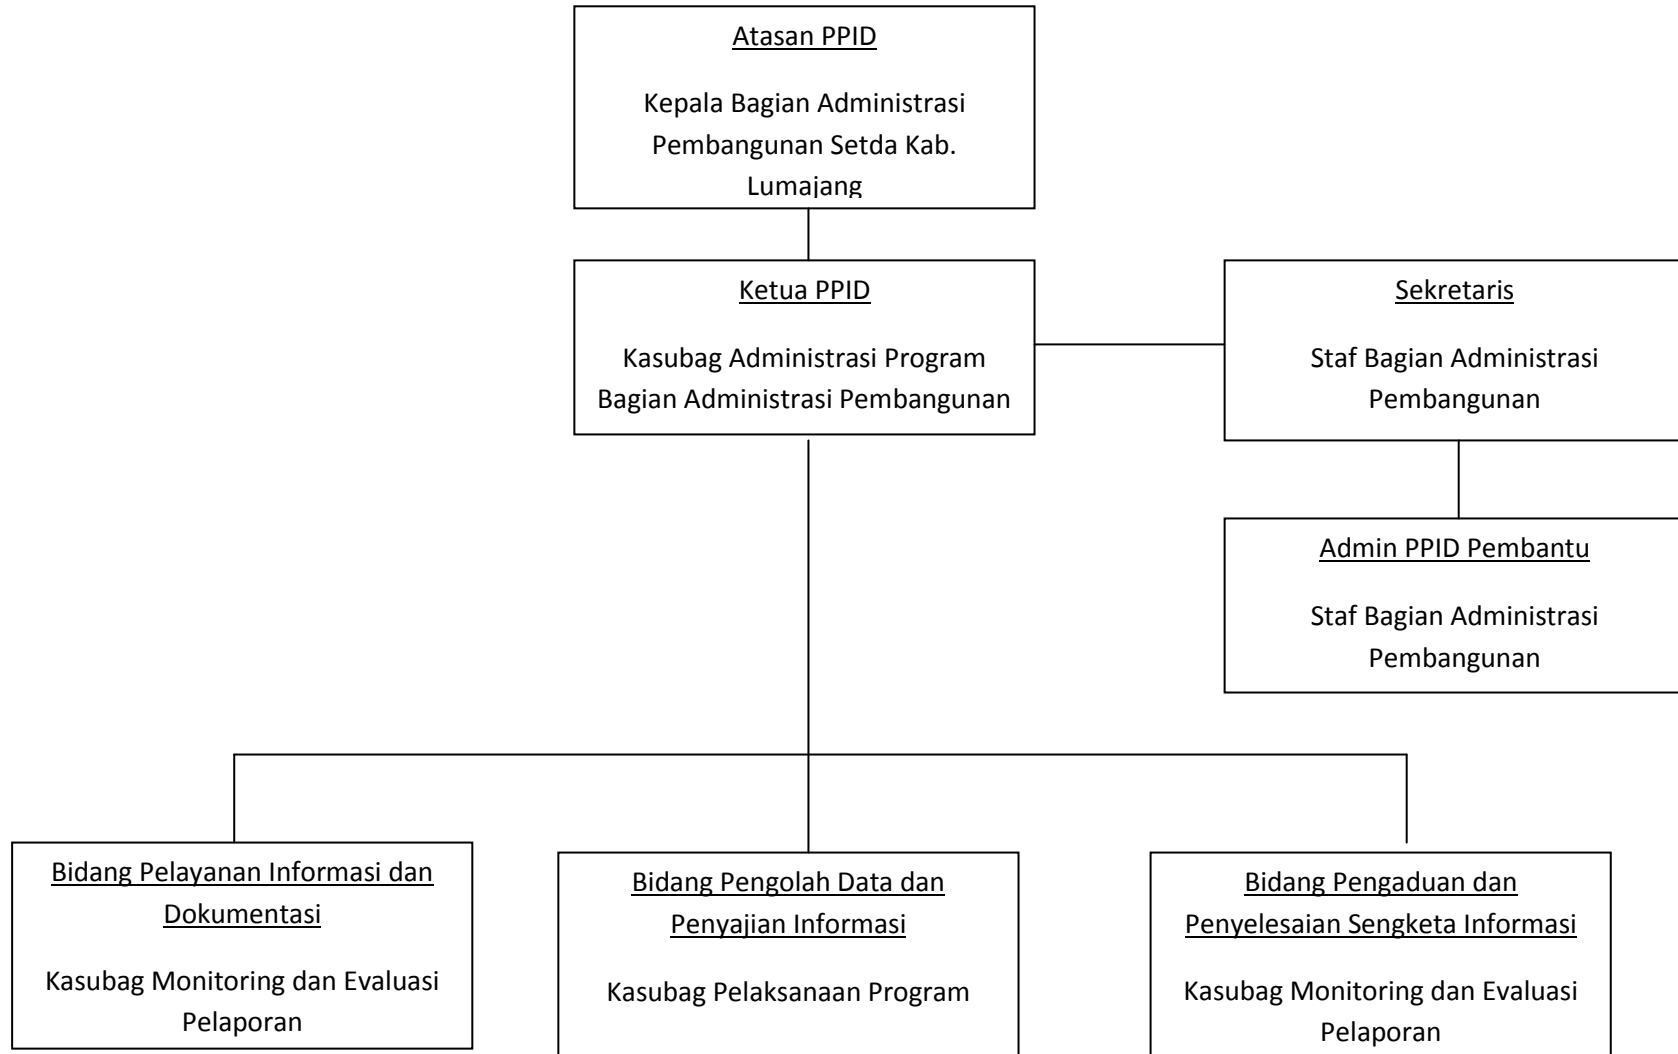 Atasan PPID
Kepala Bagian Administrasi
Pembangunan Setda Kab.
Lumajang
Ketua PPID
Kasubag Administrasi Program
Bagian Administrasi Pembangunan
Sekretaris
Staf Bagian Administrasi
Pembangunan
Admin PPID Pembantu
Staf Bagian Administrasi
Pembangunan
Bidang Pelayanan Informasi dan
Dokumentasi
Kasubag Monitoring dan Evaluasi
Pelaporan
Bidang Pengolah Data dan
Penyajian Informasi
Kasubag Pelaksanaan Program
Bidang Pengaduan dan
Penyelesaian Sengketa Informasi
Kasubag Monitoring dan Evaluasi
Pelaporan